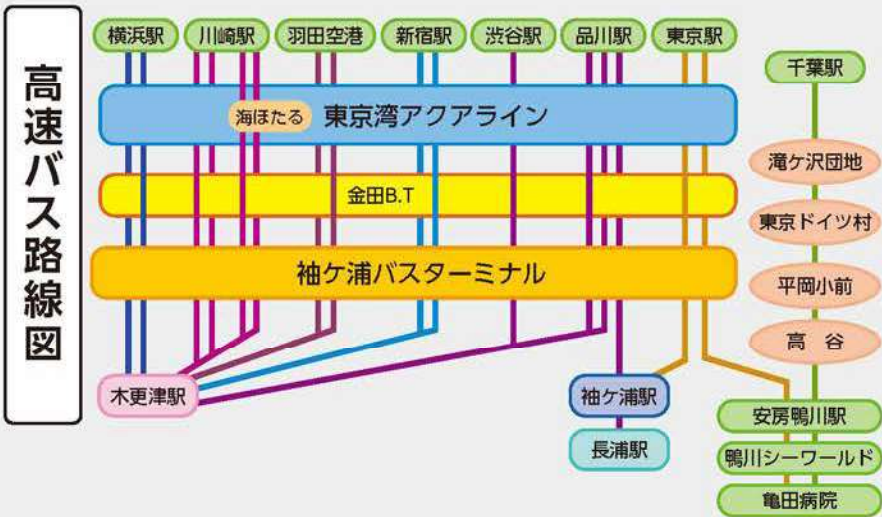 高速バス路線図
横浜駅
川崎駅
羽田空港
新宿駅
渋谷駅
品川駅
東京駅
千葉駅
海ほたる
東京湾アクアライン
滝ケ沢団地
金田B.T
東京ドイツ村
袖ケ浦バスターミナル
平岡小前
高 谷
木更津駅
袖ケ浦駅
安房鴨川駅
長浦駅
鴨川シーワールド
亀田病院